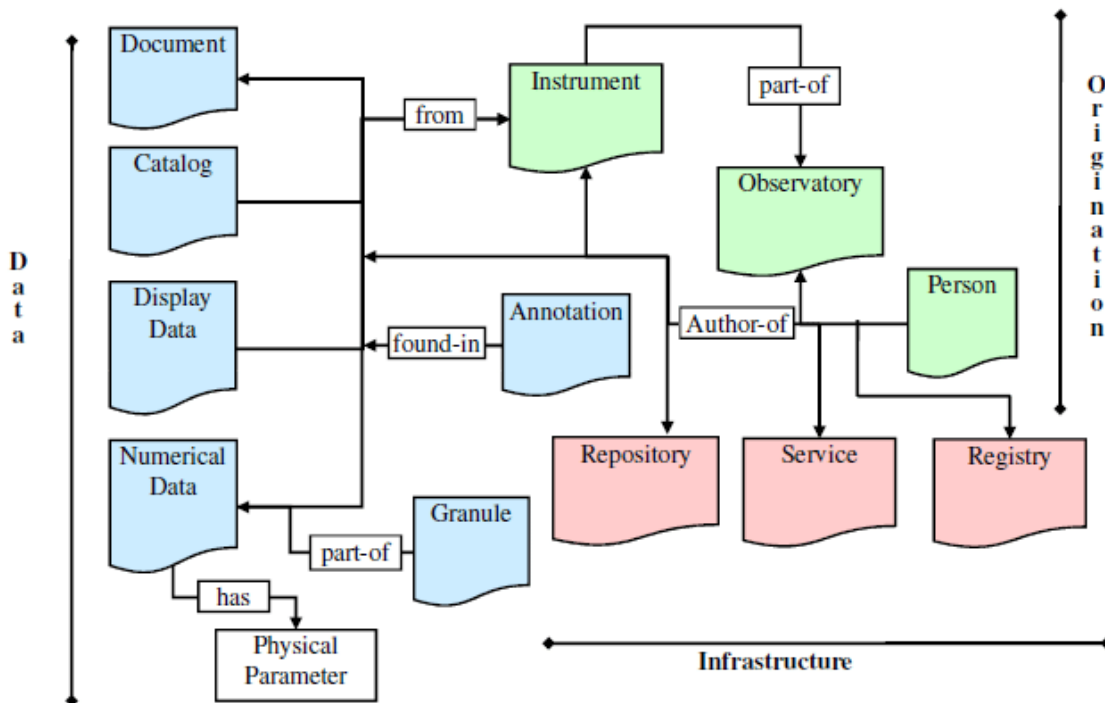 Document
Instrument
part-of
Origination
from
Catalog
Observatory
Data
Display
Data
Annotation
Person
found-in
Author-of
Numerical
Data
Repository
Service
Registry
Granule
part-of
has
Physical
Parameter
Infrastructure